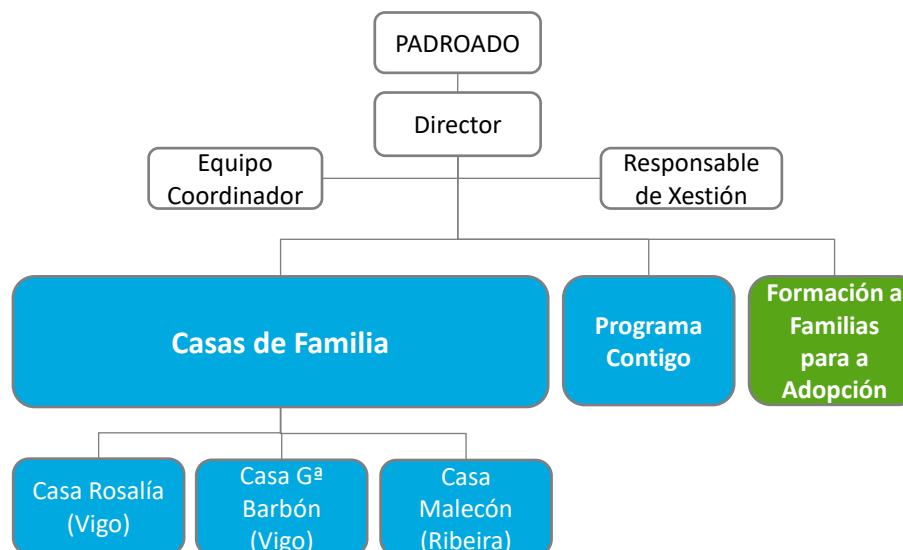 PADROADO
Director
Equipo
Coordinador
Responsable
de Xestión
Casas de Familia
Programa
Contigo
Formación a
Familias
para a
Adopción
Casa Rosalía
(Vigo)
Casa Gª
Barbón
(Vigo)
Casa
Malecón
(Ribeira)